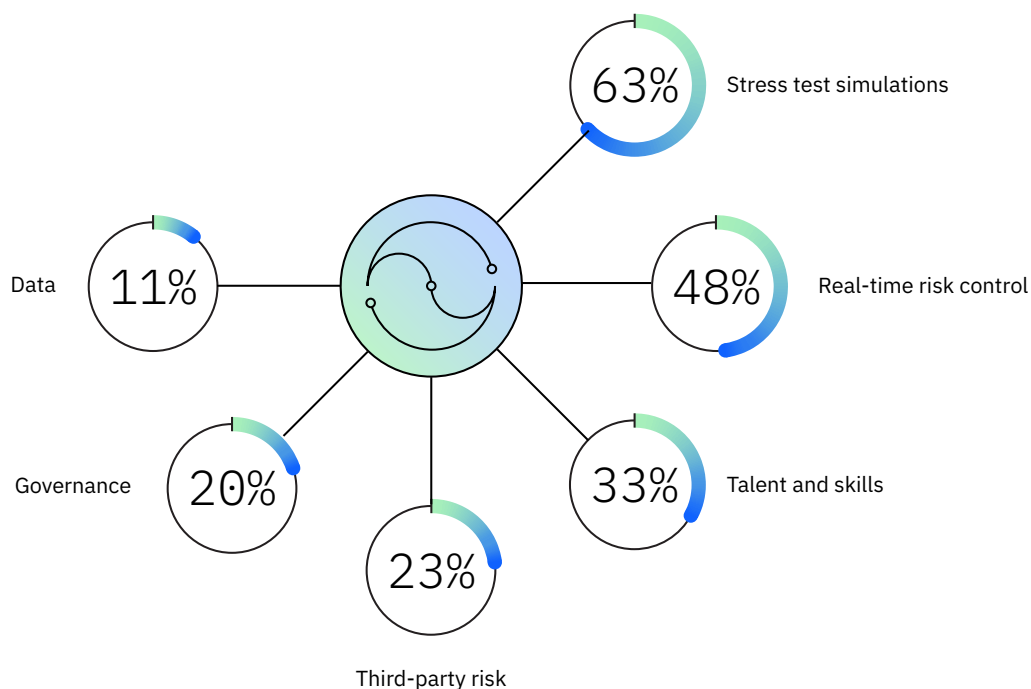 63%
Stress test simulations
48%
Real-time risk control
33%
Talent and skills
23%
Third-party risk
20%
Governance
11%
Data